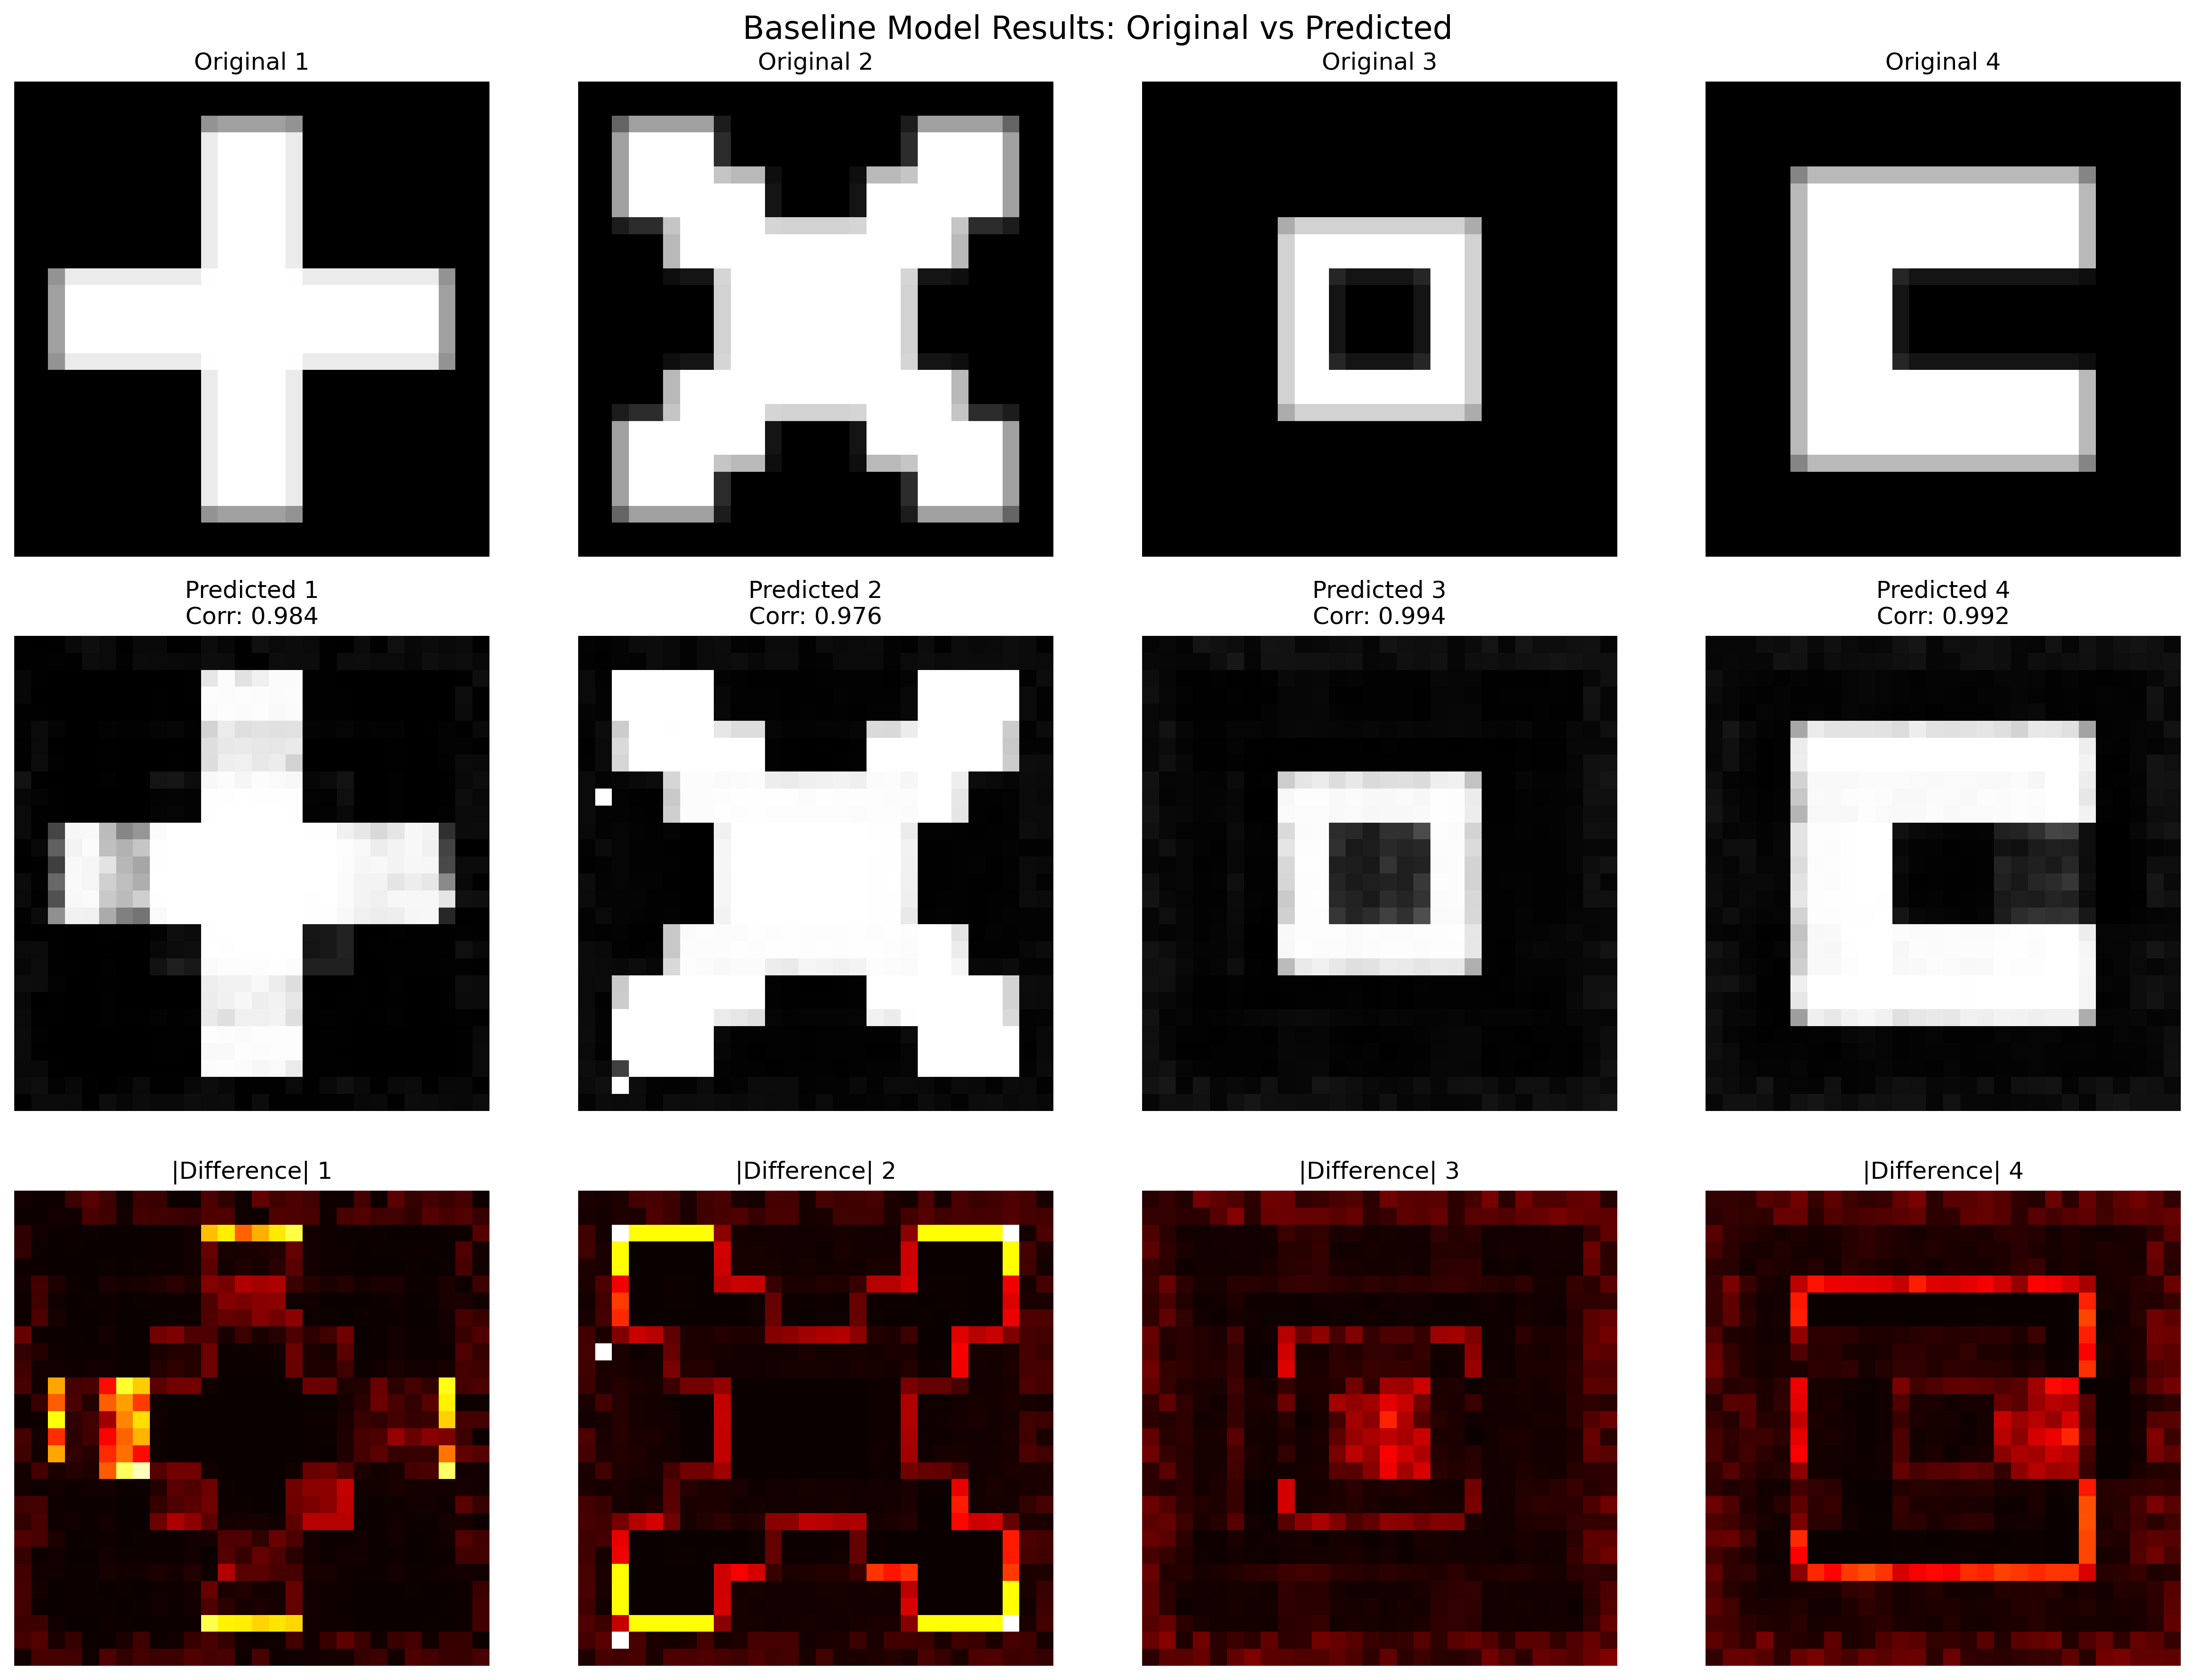 Baseline Model Results: Original vs Predicted
Original 1
Original 2
Original 3
Original 4
Predicted 1
Corr: 0.984
Predicted 2
Corr: 0.976
Predicted 3
Corr: 0.994
Predicted 4
Corr: 0.992
|Difference| 1
|Difference| 2
|Difference| 3
|Difference| 4